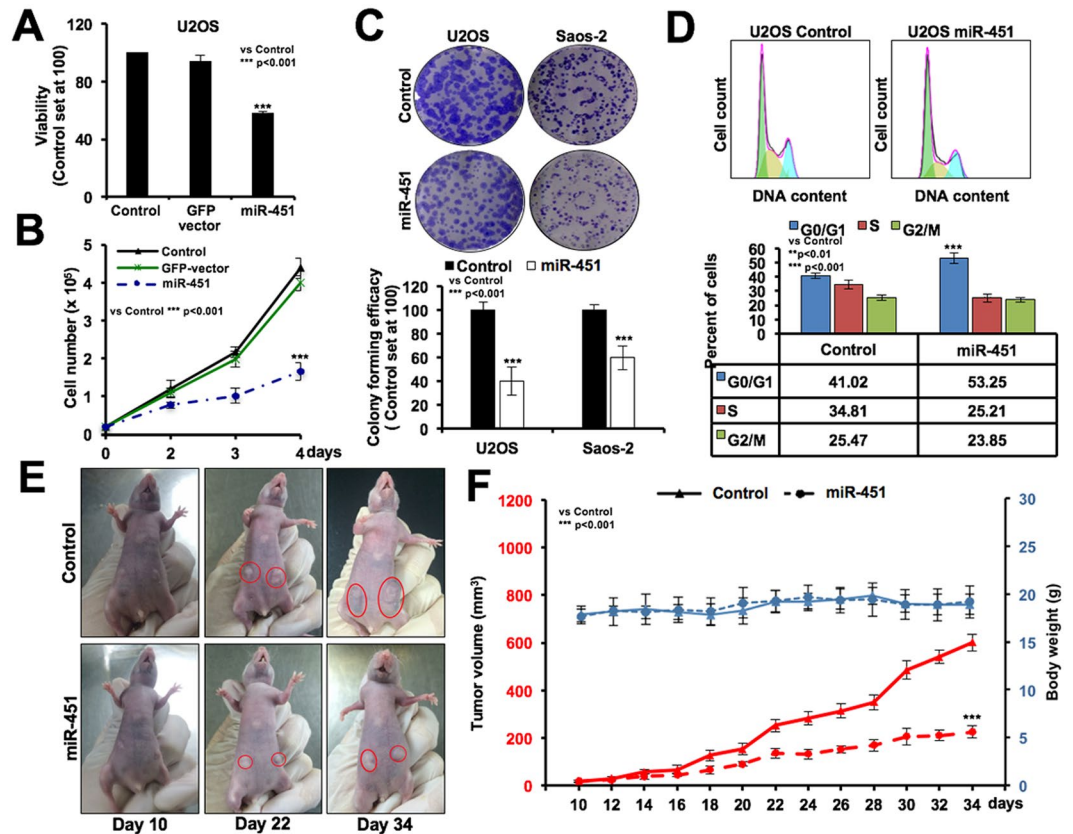 A
U2OS
vs Control
*** p<0.001
Viability
(Control set at 100)
120
80
40
0
***
Control
GFP vector
miR-451
B
Control
GFP-vector
miR-451
vs Control *** p<0.001
Cell number (x 10⁵)
5
4
3
2
1
0
***
0 2 3 4 days
C
U2OS Saos-2
Control
miR-451
Control miR-451
vs Control
*** p<0.001
Colony forming efficacy
( Control set at 100)
120
100
80
60
40
20
0
***
***
U2OS Saos-2
D
U2OS Control U2OS miR-451
Cell count
Cell count
DNA content DNA content
G0/G1 S G2/M
vs Control
**p<0.01
*** p<0.001
***
Percent of cells
60
50
40
30
20
10
0
Control miR-451
G0/G1 41.02 53.25
S 34.81 25.21
G2/M 25.47 23.85
E
Control
miR-451
Day 10 Day 22 Day 34
F
Control miR-451
vs Control
*** p<0.001
Tumor volume (mm³)
1200
1000
800
600
400
200
0
Body weight (g)
30
25
20
15
10
5
0
***
10 12 14 16 18 20 22 24 26 28 30 32 34 days